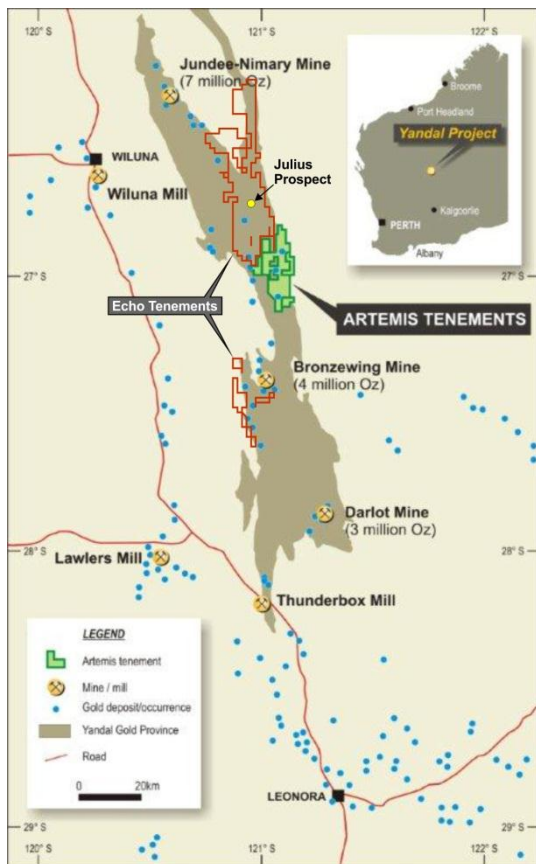 120° S
121° S
122° S
Jundee-Nimary Mine
(7 million Oz)
Broome
Port Headland
Yandal Project
Kalgoorlie
PERTH
Albany
WILUNA
Wiluna Mill
Julius
Prospect
27° S
27° S
Echo Tenements
ARTEMIS TENEMENTS
Bronzewing Mine
(4 million Oz)
Darlot Mine
(3 million Oz)
28° S
28° S
Lawlers Mill
Thunderbox Mill
LEGEND
Artemis tenement
Mine / mill
Gold deposit/occurrence
Yandal Gold Province
Road
0
20km
LEONORA
29° S
29° S
120° S
121° S
122° S